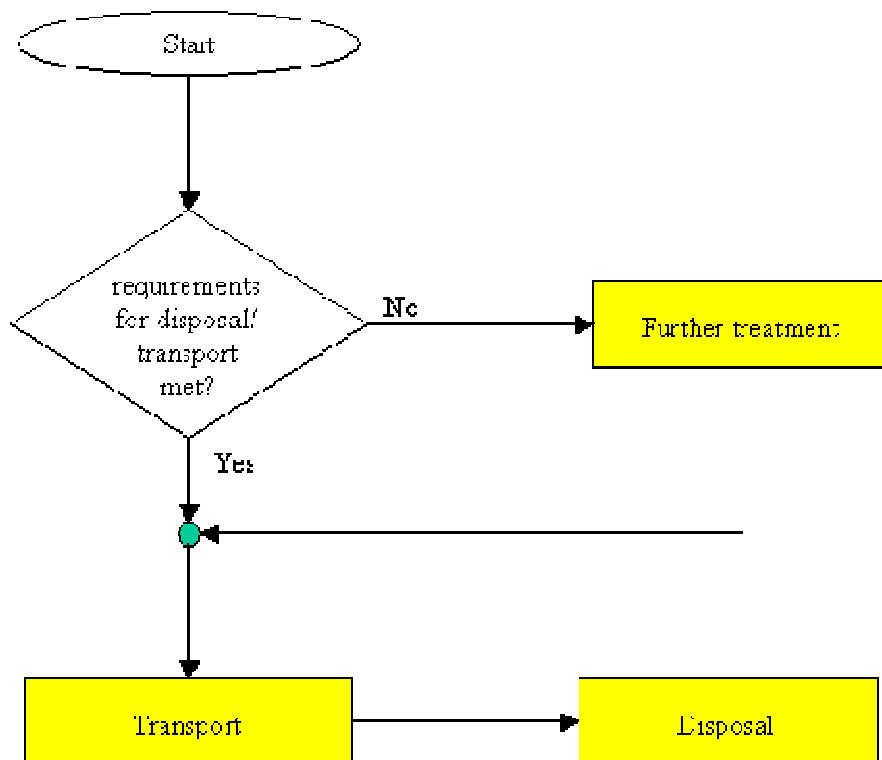 Start
requirements
for disposal/
transport
met?
No
Further treatment
Yes
Transport
Disposal